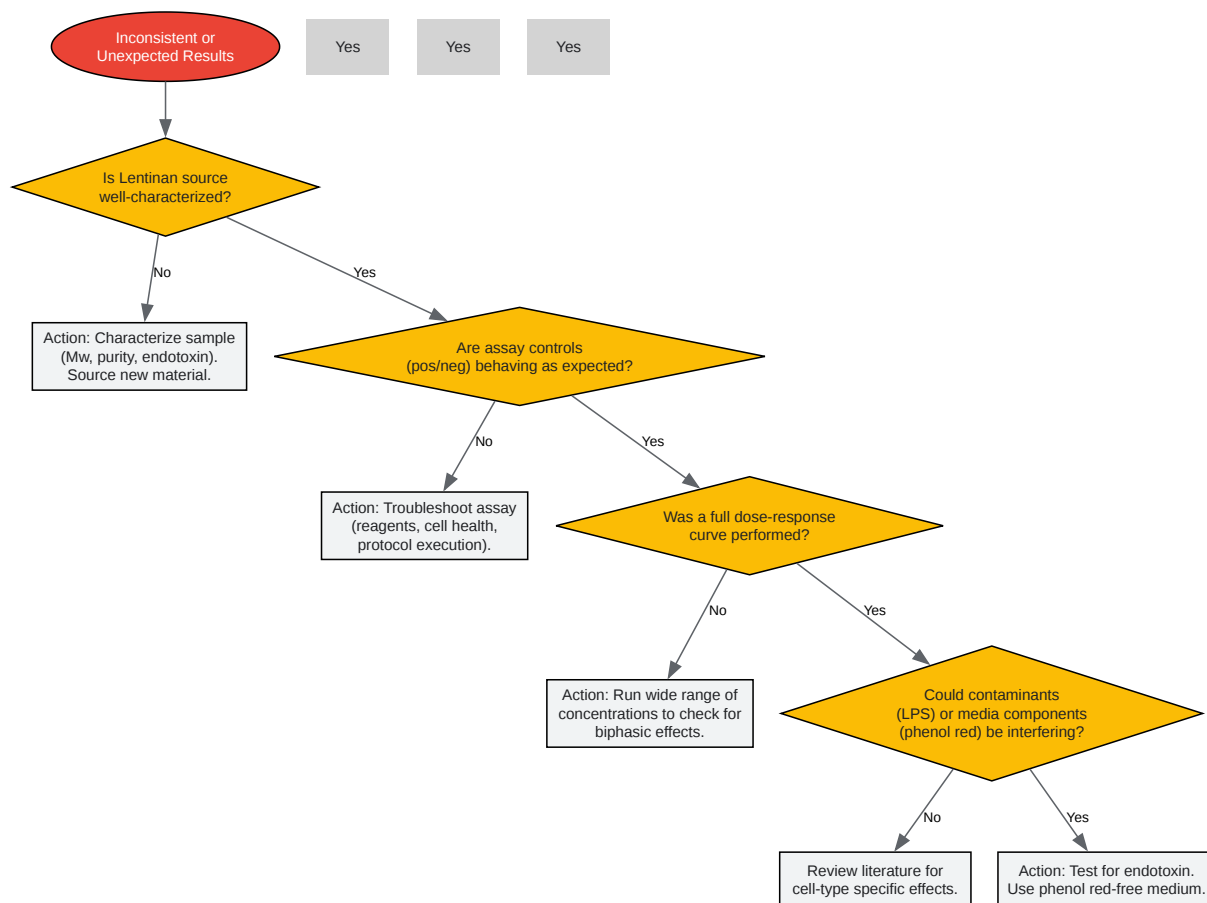 Inconsistent or
Unexpected Results
Yes
Yes
Yes
Is Lentinan source
well-characterized?
No
Yes
Action: Characterize sample
(Mw, purity, endotoxin).
Source new material.
Are assay controls
(pos/neg) behaving as expected?
No
Yes
Action: Troubleshoot assay
(reagents, cell health,
protocol execution).
Was a full dose-response
curve performed?
No
Yes
Action: Run wide range of
concentrations to check for
biphasic effects.
Could contaminants
(LPS) or media components
(phenol red) be interfering?
No
Yes
Review literature for
cell-type specific effects.
Action: Test for endotoxin.
Use phenol red-free medium.